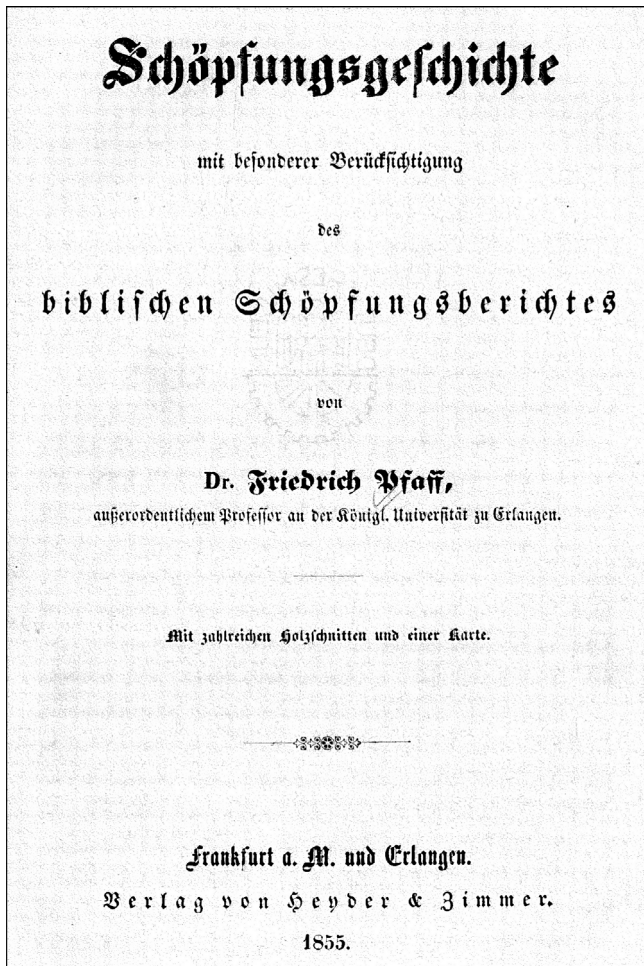 Schöpfungsgeschichte
mit besonderer Berücksichtigung
des
biblischen Schöpfungsberichtes
von
Dr. Friedrich Pfaff,
außerordentlichem Professor an der Königl. Universität zu Erlangen.
Mit zahlreichen Holzschnitten und einer Karte.
Frankfurt a. M. und Erlangen.
Verlag von Heyder & Zimmer.
1855.